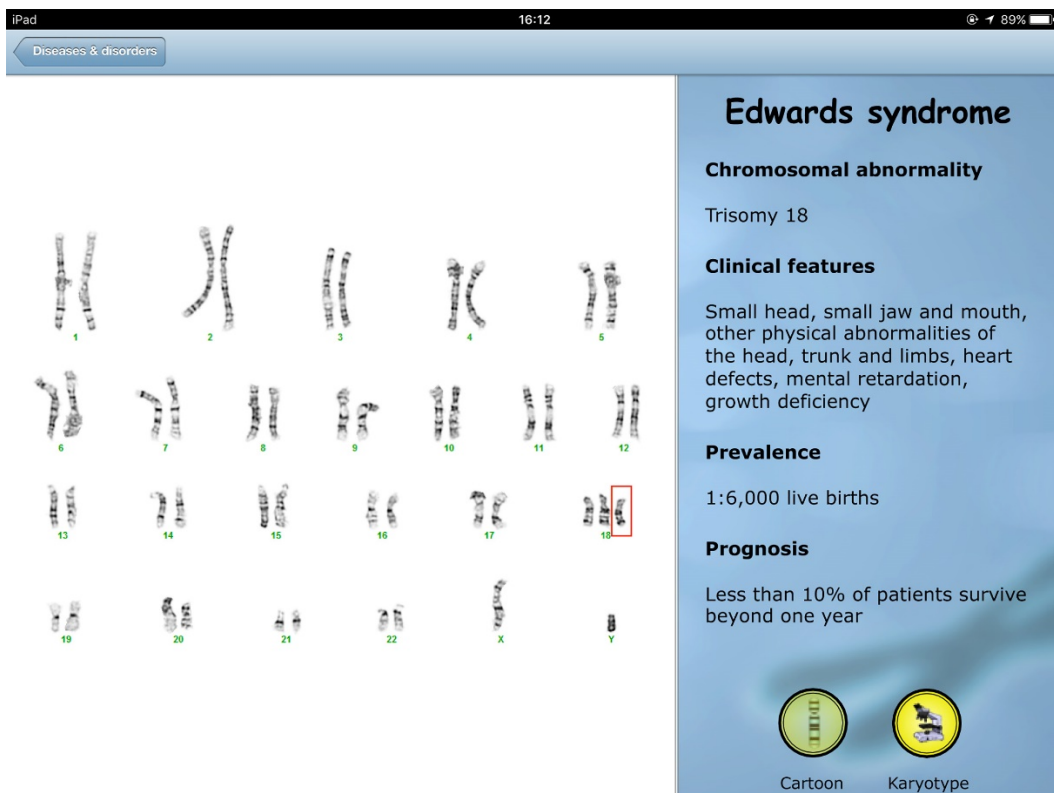 iPad
16:12
89%
Diseases & disorders
1
2
3
4
5
6
7
8
9
10
11
12
13
14
15
16
17
18
19
20
21
22
X
Y
Edwards syndrome
Chromosomal abnormality
Trisomy 18
Clinical features
Small head, small jaw and mouth,
other physical abnormalities of
the head, trunk and limbs, heart
defects, mental retardation,
growth deficiency
Prevalence
1:6,000 live births
Prognosis
Less than 10% of patients survive
beyond one year
Cartoon
Karyotype